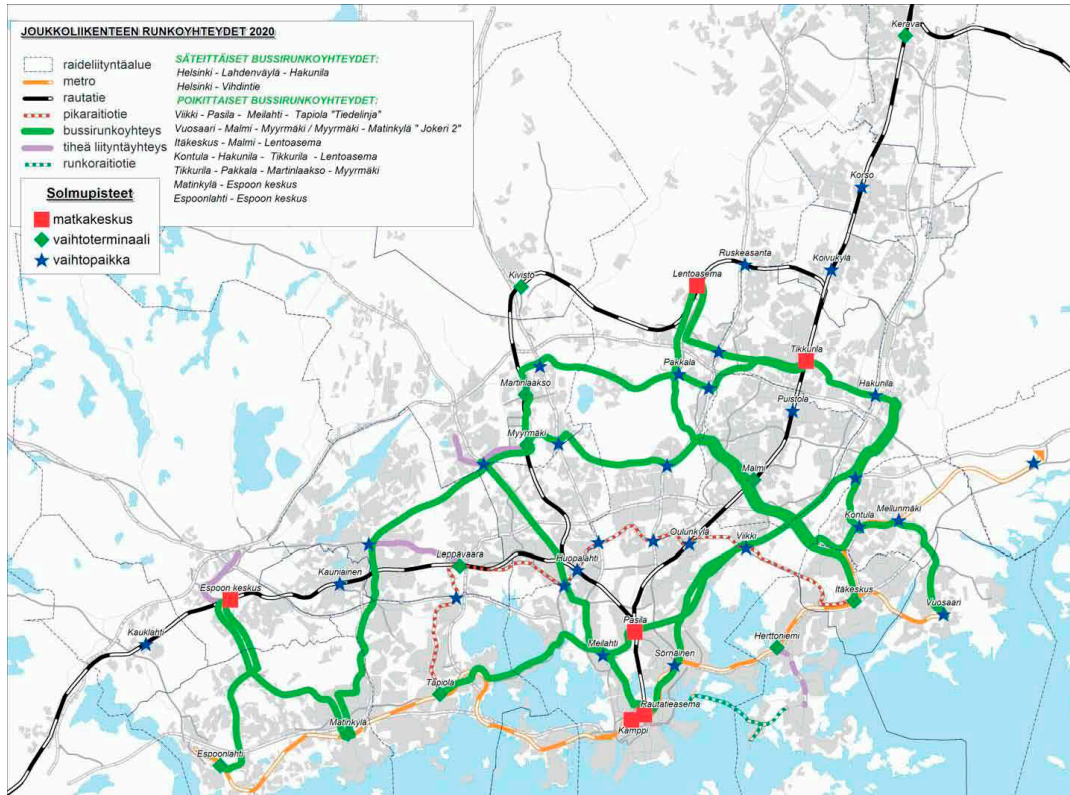 JOUKKOLIIKENTEEN RUNKOYHTEYDET 2020
raideliityntäalue
metro
rautatie
pikaraitiotie
bussirunkoyhteys
tiheä liityntäyhteys
runkoraitiotie
SÄTEITTÄISET BUSSIRUNKOYHTEYDET:
Helsinki - Lahdenväylä - Hakunila
Helsinki - Vihdintie
POIKITTAISET BUSSIRUNKOYHTEYDET:
Viikki - Pasila - Meilahti - Tapiola "Tiedelinja"
Vuosaari - Malmi - Myyrmäki / Myyrmäki - Matinkylä " Jokeri 2"
Itäkeskus - Malmi - Lentoasema
Kontula - Hakunila - Tikkurila - Lentoasema
Tikkurila - Pakkala - Martinlaakso - Myyrmäki
Matinkylä - Espoon keskus
Espoonlahti - Espoon keskus
Solmupisteet
matkakeskus
vaihtoterminaali
vaihtopaikka
Kerava
Korso
Ruskeasanta
Koivukylä
Lentoasema
Kivistö
Tikkurila
Pakkala
Martinlaakso
Hakunila
Puistola
Myyrmäki
Malmi
Kontula
Mellunmäki
Oulunkylä
Viikki
Huopalahti
Leppävaara
Kauniainen
Espoon keskus
Itäkeskus
Vuosaari
Pasila
Kauklahti
Herttoniemi
Meilahti
Sörnäinen
Tapiola
Rautatieasema
Kamppi
Matinkylä
Espoonlahti